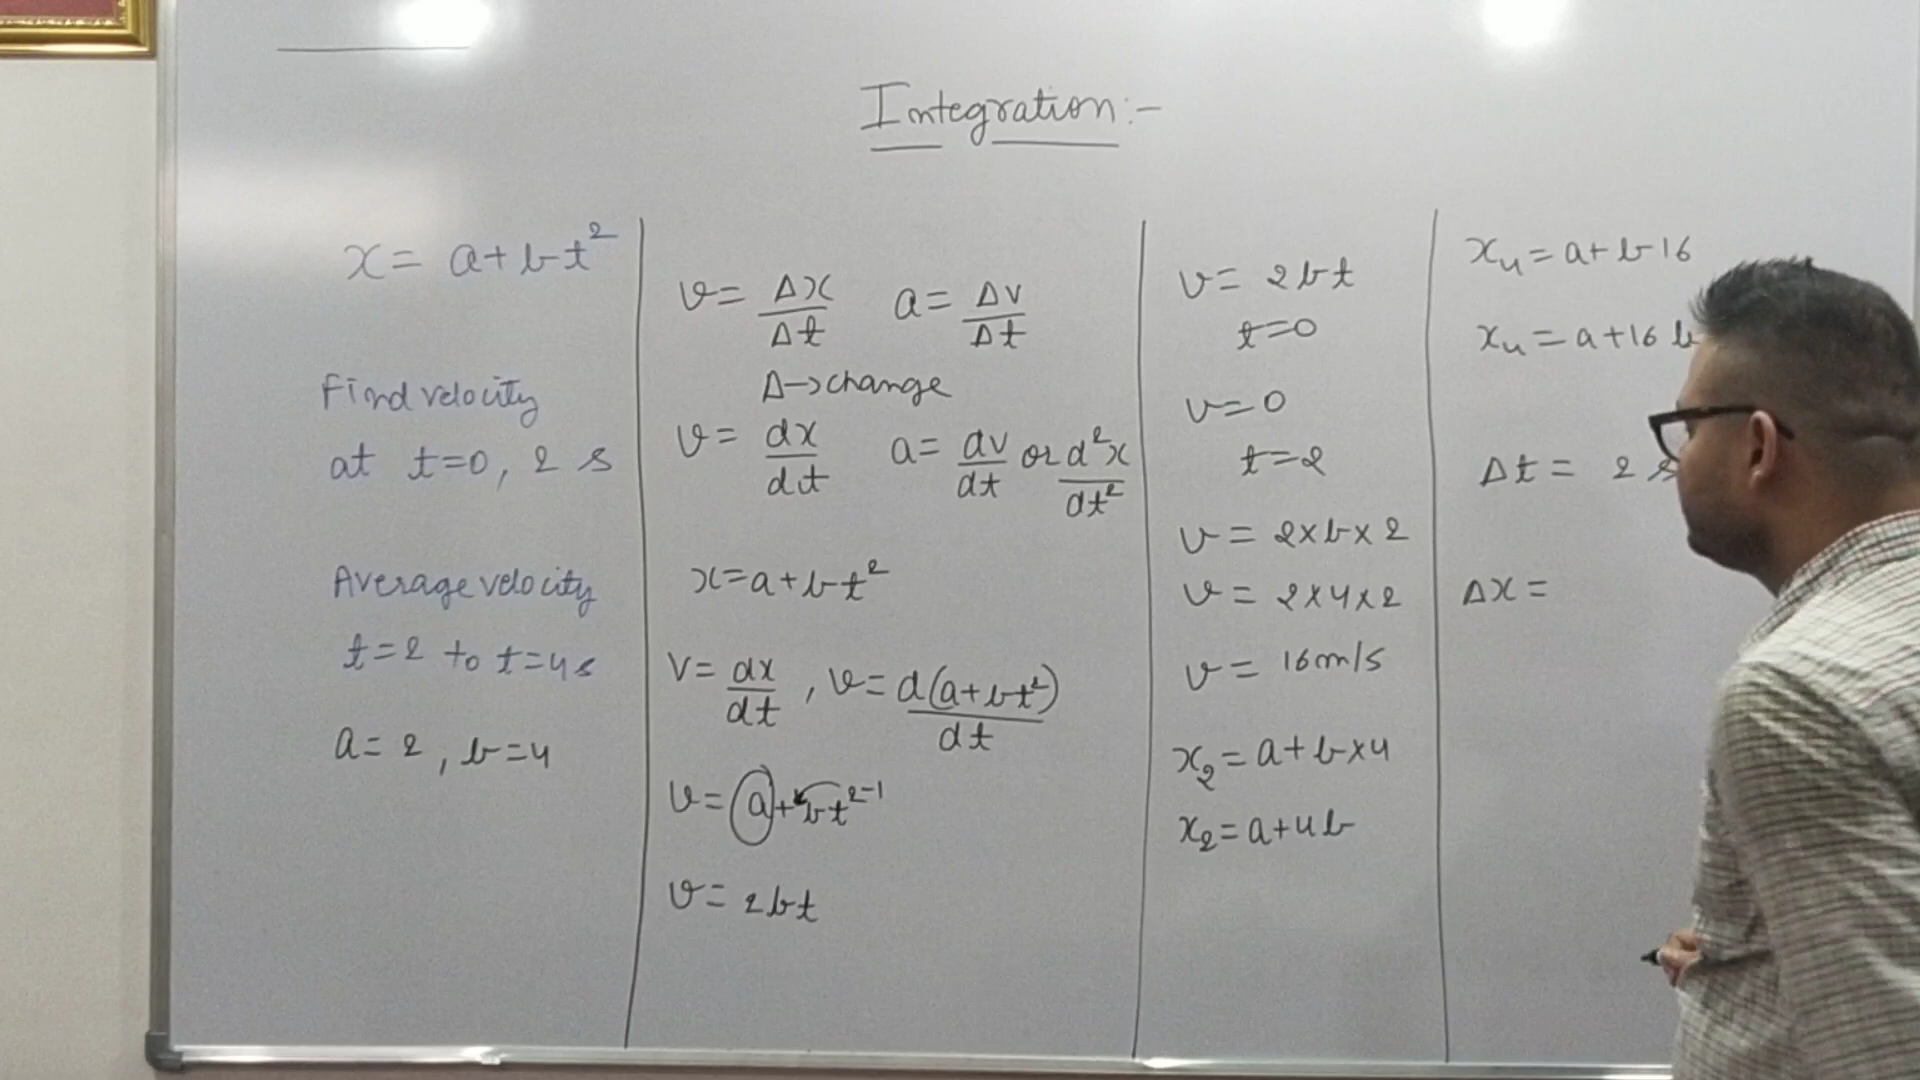 Integration:-
x = a+bt²
Find velocity
at t=0, 2 s
Average velocity
t=2 to t=4s
a=2, b=4
v = Δx/Δt a = Δv/Δt
Δ→change
v = dx/dt a = dv/dt or d²x/dt²
x=a+bt²
V = dx/dt, v = d(a+bt²)/dt
v = a+bt²⁻¹
v = 2bt
v = 2bt
t=0
v=0
t=2
v = 2×b×2
v = 2×4×2
v = 16m/s
x₂ = a+b×4
x₂ = a+4b
x₄ = a+b16
x₄ = a+16b
Δt = 2 s
Δx =